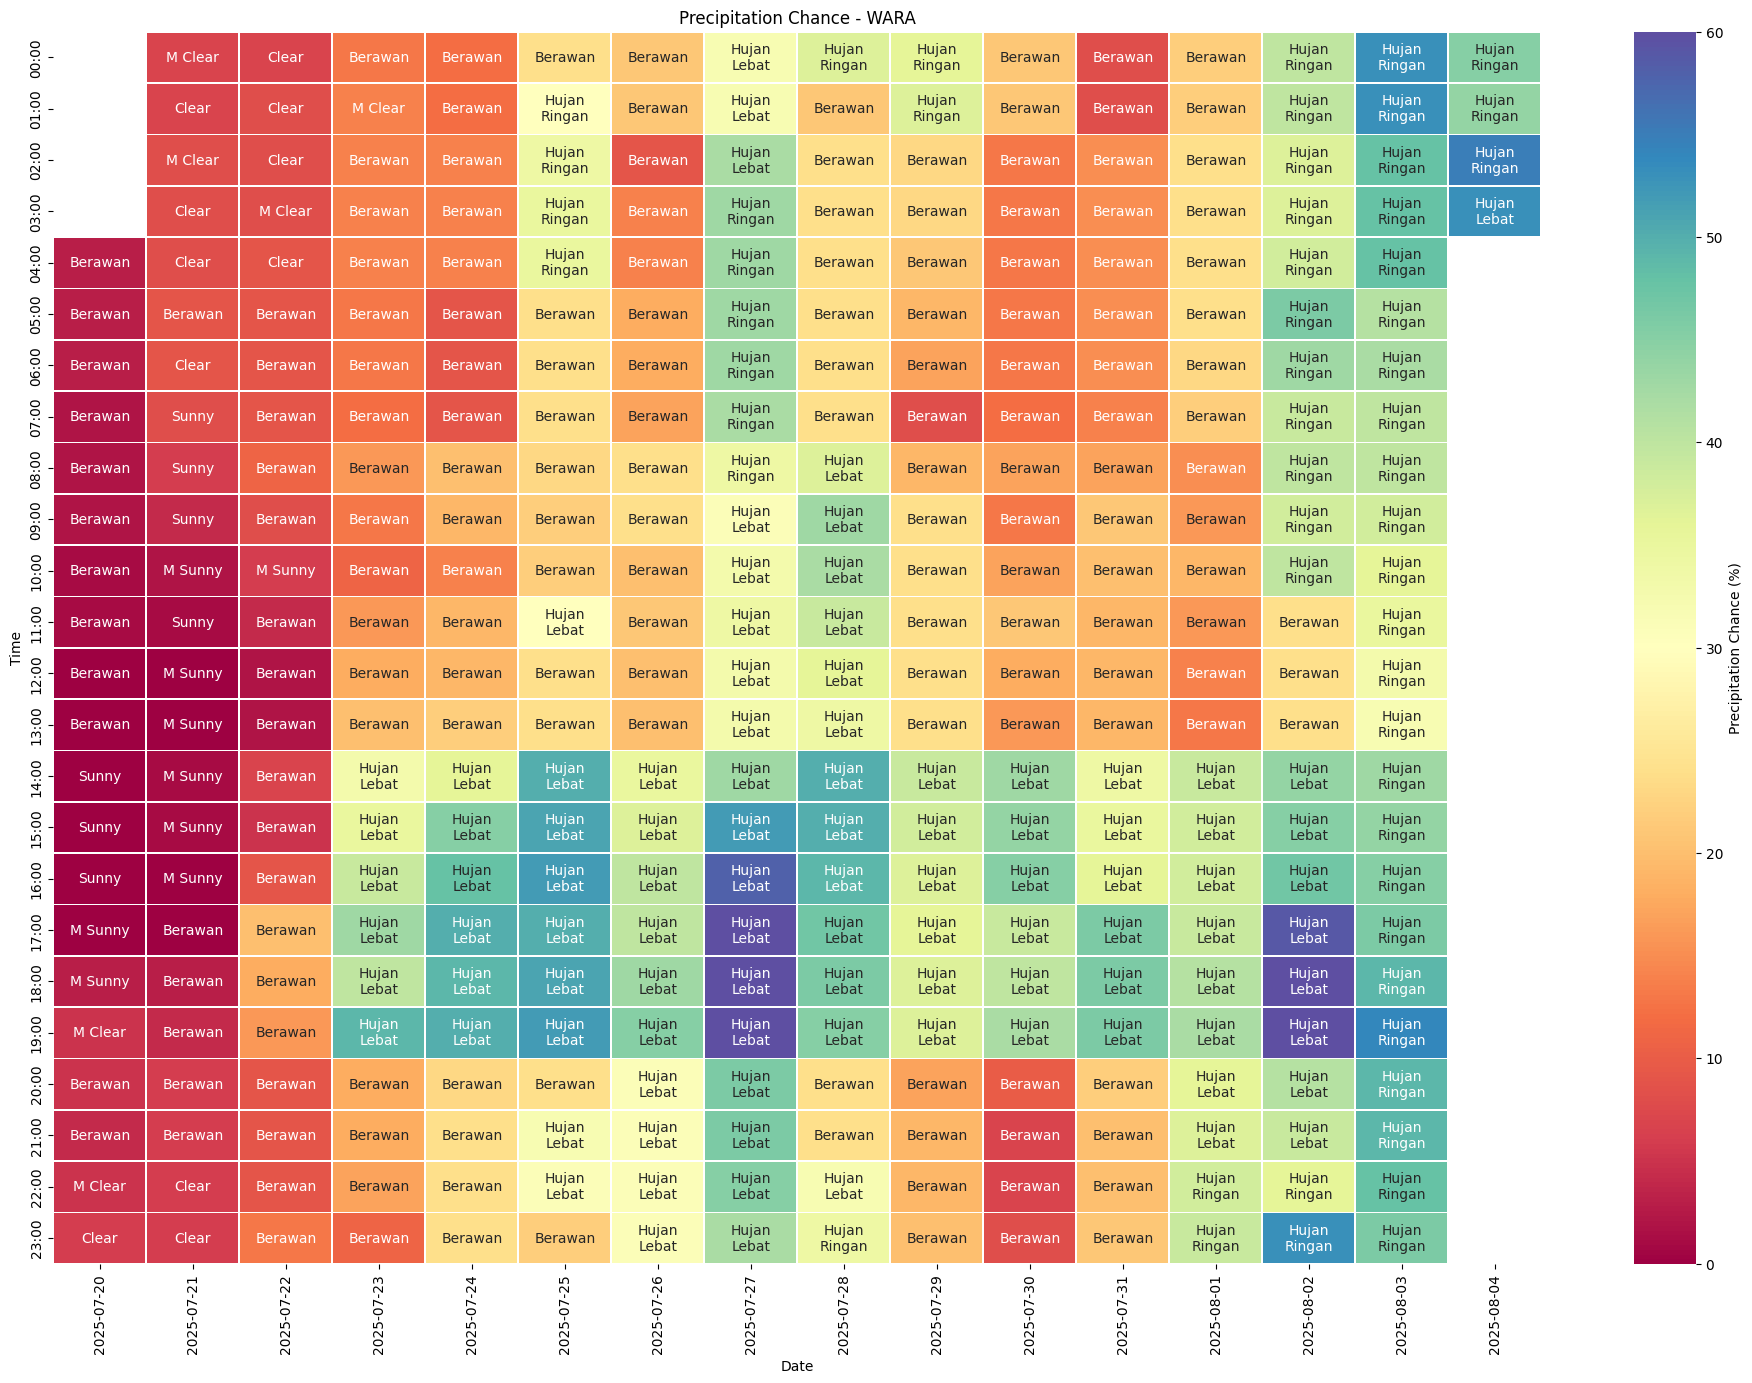 Precipitation Chance - WARA
00:00 M Clear Clear Berawan Berawan Berawan Berawan Hujan Lebat Hujan Ringan Hujan Ringan Berawan Berawan Berawan Hujan Ringan Hujan Ringan Hujan Ringan
01:00 Clear Clear M Clear Berawan Hujan Ringan Berawan Hujan Lebat Berawan Hujan Ringan Berawan Berawan Berawan Hujan Ringan Hujan Ringan Hujan Ringan
02:00 M Clear Clear Berawan Berawan Hujan Ringan Berawan Hujan Lebat Berawan Berawan Berawan Berawan Berawan Hujan Ringan Hujan Ringan Hujan Ringan
03:00 Clear M Clear Berawan Berawan Hujan Ringan Berawan Hujan Ringan Berawan Berawan Berawan Berawan Berawan Hujan Ringan Hujan Ringan Hujan Lebat
04:00 Berawan Clear Clear Berawan Berawan Hujan Ringan Berawan Hujan Ringan Berawan Berawan Berawan Berawan Berawan Hujan Ringan Hujan Ringan
05:00 Berawan Berawan Berawan Berawan Berawan Berawan Berawan Hujan Ringan Berawan Berawan Berawan Berawan Berawan Hujan Ringan Hujan Ringan
06:00 Berawan Clear Berawan Berawan Berawan Berawan Berawan Hujan Ringan Berawan Berawan Berawan Berawan Berawan Hujan Ringan Hujan Ringan
07:00 Berawan Sunny Berawan Berawan Berawan Berawan Berawan Hujan Ringan Berawan Berawan Berawan Berawan Berawan Hujan Ringan Hujan Ringan
08:00 Berawan Sunny Berawan Berawan Berawan Berawan Berawan Hujan Ringan Hujan Lebat Berawan Berawan Berawan Berawan Hujan Ringan Hujan Ringan
09:00 Berawan Sunny Berawan Berawan Berawan Berawan Berawan Hujan Lebat Hujan Lebat Berawan Berawan Berawan Berawan Hujan Ringan Hujan Ringan
10:00 Berawan M Sunny M Sunny Berawan Berawan Berawan Berawan Hujan Lebat Hujan Lebat Berawan Berawan Berawan Berawan Hujan Ringan Hujan Ringan
11:00 Berawan Sunny Berawan Berawan Berawan Hujan Lebat Berawan Hujan Lebat Hujan Lebat Berawan Berawan Berawan Berawan Berawan Hujan Ringan
12:00 Berawan M Sunny Berawan Berawan Berawan Berawan Berawan Hujan Lebat Hujan Lebat Berawan Berawan Berawan Berawan Berawan Hujan Ringan
13:00 Berawan M Sunny Berawan Berawan Berawan Berawan Berawan Hujan Lebat Hujan Lebat Berawan Berawan Berawan Berawan Berawan Hujan Ringan
14:00 Sunny M Sunny Berawan Hujan Lebat Hujan Lebat Hujan Lebat Hujan Lebat Hujan Lebat Hujan Lebat Hujan Lebat Hujan Lebat Hujan Lebat Hujan Lebat Hujan Lebat Hujan Ringan
15:00 Sunny M Sunny Berawan Hujan Lebat Hujan Lebat Hujan Lebat Hujan Lebat Hujan Lebat Hujan Lebat Hujan Lebat Hujan Lebat Hujan Lebat Hujan Lebat Hujan Lebat Hujan Ringan
16:00 Sunny M Sunny Berawan Hujan Lebat Hujan Lebat Hujan Lebat Hujan Lebat Hujan Lebat Hujan Lebat Hujan Lebat Hujan Lebat Hujan Lebat Hujan Lebat Hujan Lebat Hujan Ringan
17:00 M Sunny Berawan Berawan Hujan Lebat Hujan Lebat Hujan Lebat Hujan Lebat Hujan Lebat Hujan Lebat Hujan Lebat Hujan Lebat Hujan Lebat Hujan Lebat Hujan Lebat Hujan Ringan
18:00 M Sunny Berawan Berawan Hujan Lebat Hujan Lebat Hujan Lebat Hujan Lebat Hujan Lebat Hujan Lebat Hujan Lebat Hujan Lebat Hujan Lebat Hujan Lebat Hujan Lebat Hujan Ringan
19:00 M Clear Berawan Berawan Hujan Lebat Hujan Lebat Hujan Lebat Hujan Lebat Hujan Lebat Hujan Lebat Hujan Lebat Hujan Lebat Hujan Lebat Hujan Lebat Hujan Lebat Hujan Ringan
20:00 Berawan Berawan Berawan Berawan Berawan Berawan Hujan Lebat Hujan Lebat Berawan Berawan Berawan Berawan Hujan Lebat Hujan Lebat Hujan Ringan
21:00 Berawan Berawan Berawan Berawan Berawan Hujan Lebat Hujan Lebat Hujan Lebat Berawan Berawan Berawan Berawan Hujan Lebat Hujan Lebat Hujan Ringan
22:00 M Clear Clear Berawan Berawan Berawan Hujan Lebat Hujan Lebat Hujan Lebat Hujan Lebat Berawan Berawan Berawan Hujan Ringan Hujan Ringan Hujan Ringan
23:00 Clear Clear Berawan Berawan Berawan Berawan Hujan Lebat Hujan Lebat Hujan Ringan Berawan Berawan Berawan Hujan Ringan Hujan Ringan Hujan Ringan
Time
2025-07-20 2025-07-21 2025-07-22 2025-07-23 2025-07-24 2025-07-25 2025-07-26 2025-07-27 2025-07-28 2025-07-29 2025-07-30 2025-07-31 2025-08-01 2025-08-02 2025-08-03 2025-08-04
Date
60
50
40
30
20
10
0
Precipitation Chance (%)